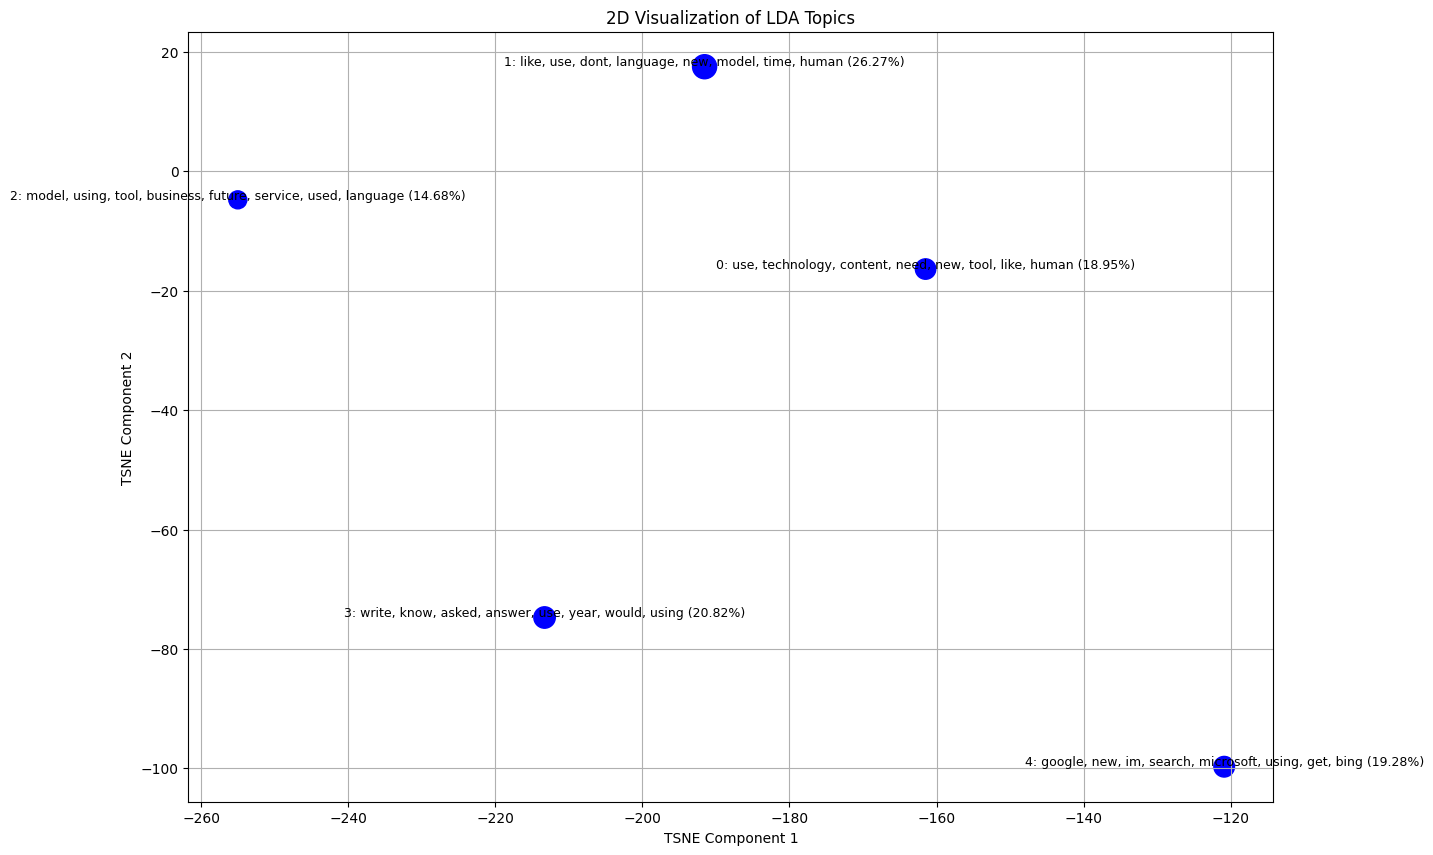 2D Visualization of LDA Topics
20
1: like, use, dont, language, new, model, time, human (26.27%)
0
2: model, using, tool, business, future, service, used, language (14.68%)
0: use, technology, content, need, new, tool, like, human (18.95%)
−20
−40
TSNE Component 2
−60
3: write, know, asked, answer, use, year, would, using (20.82%)
−80
4: google, new, im, search, microsoft, using, get, bing (19.28%)
−100
−260 −240 −220 −200 −180 −160 −140 −120
TSNE Component 1